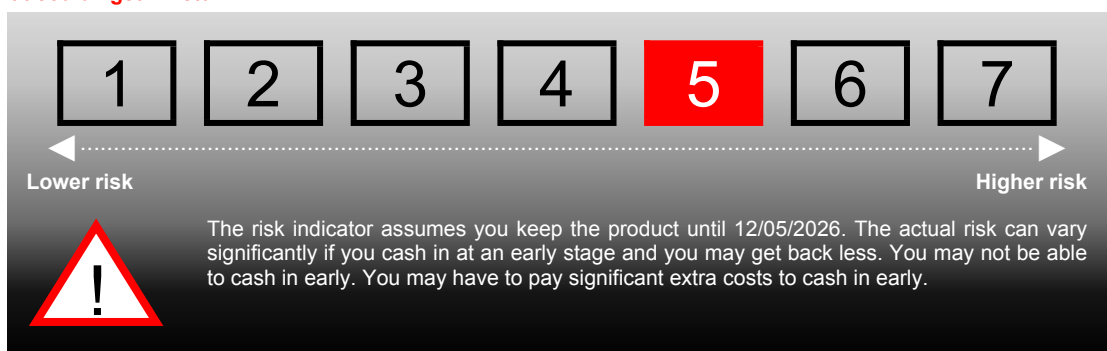 1 2 3 4 5 6 7
Lower risk
Higher risk
!
The risk indicator assumes you keep the product until 12/05/2026. The actual risk can vary
significantly if you cash in at an early stage and you may get back less. You may not be able
to cash in early. You may have to pay significant extra costs to cash in early.